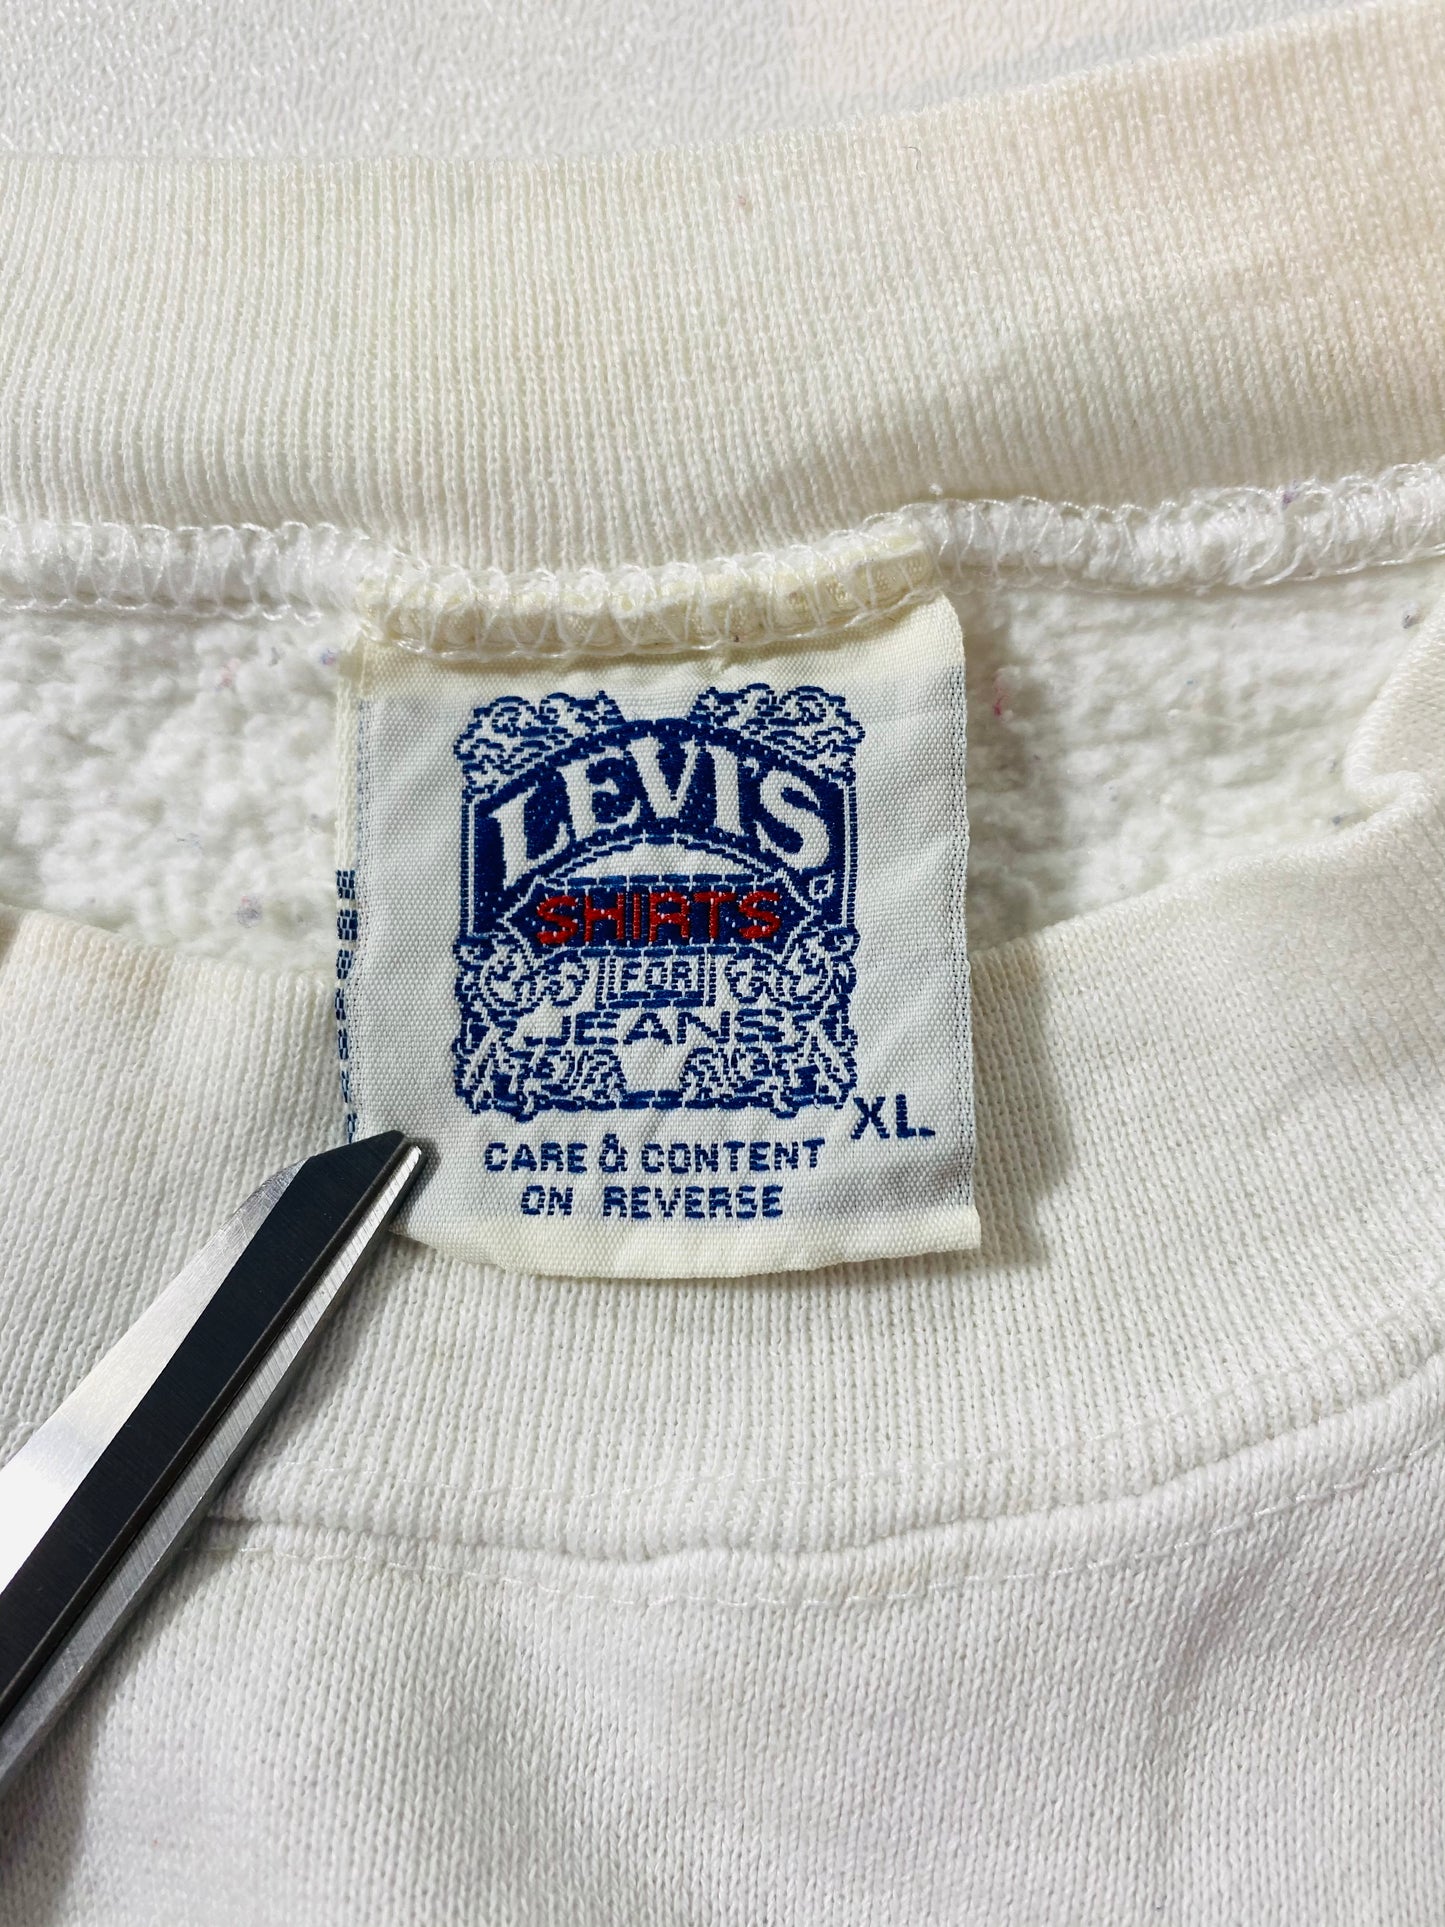 LEVI'S
SHIRTS
FOR
JEANS
XL
CARE & CONTENT
ON REVERSE